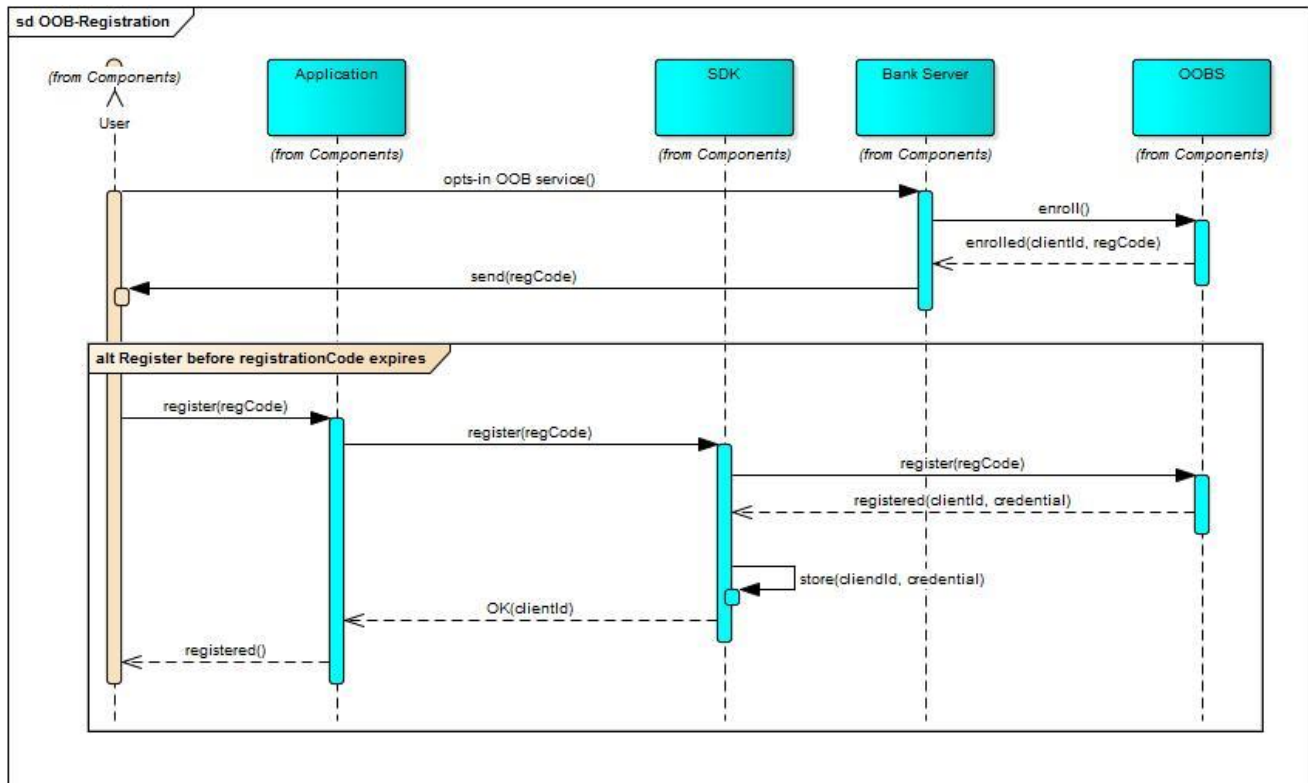 sd OOB-Registration
(from Components)
User
Application
(from Components)
SDK
(from Components)
Bank Server
(from Components)
OOBS
(from Components)
opts-in OOB service()
enroll()
enrolled(clientId, regCode)
send(regCode)
alt Register before registrationCode expires
register(regCode)
register(regCode)
register(regCode)
registered(clientId, credential)
store(cliendId, credential)
OK(clientId)
registered()